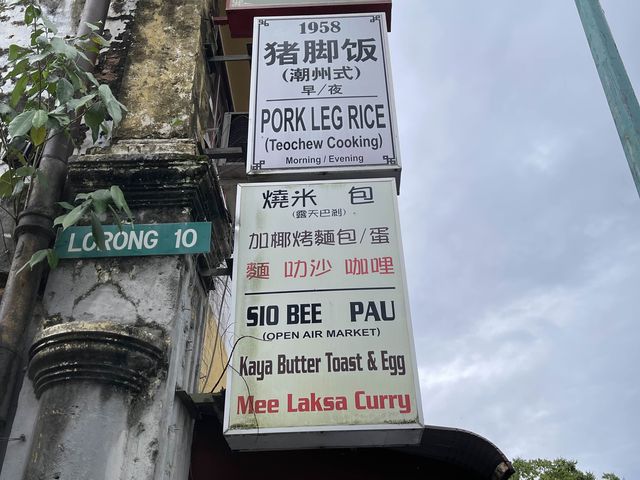 1958
猪脚饭
(潮州式)
早/夜
PORK LEG RICE
(Teochew Cooking)
Morning / Evening
LORONG 10
燒米 包
(露天巴剎)
加椰烤麵包/蛋
麵 叻沙 咖哩
SIO BEE PAU
(OPEN AIR MARKET)
Kaya Butter Toast & Egg
Mee Laksa Curry